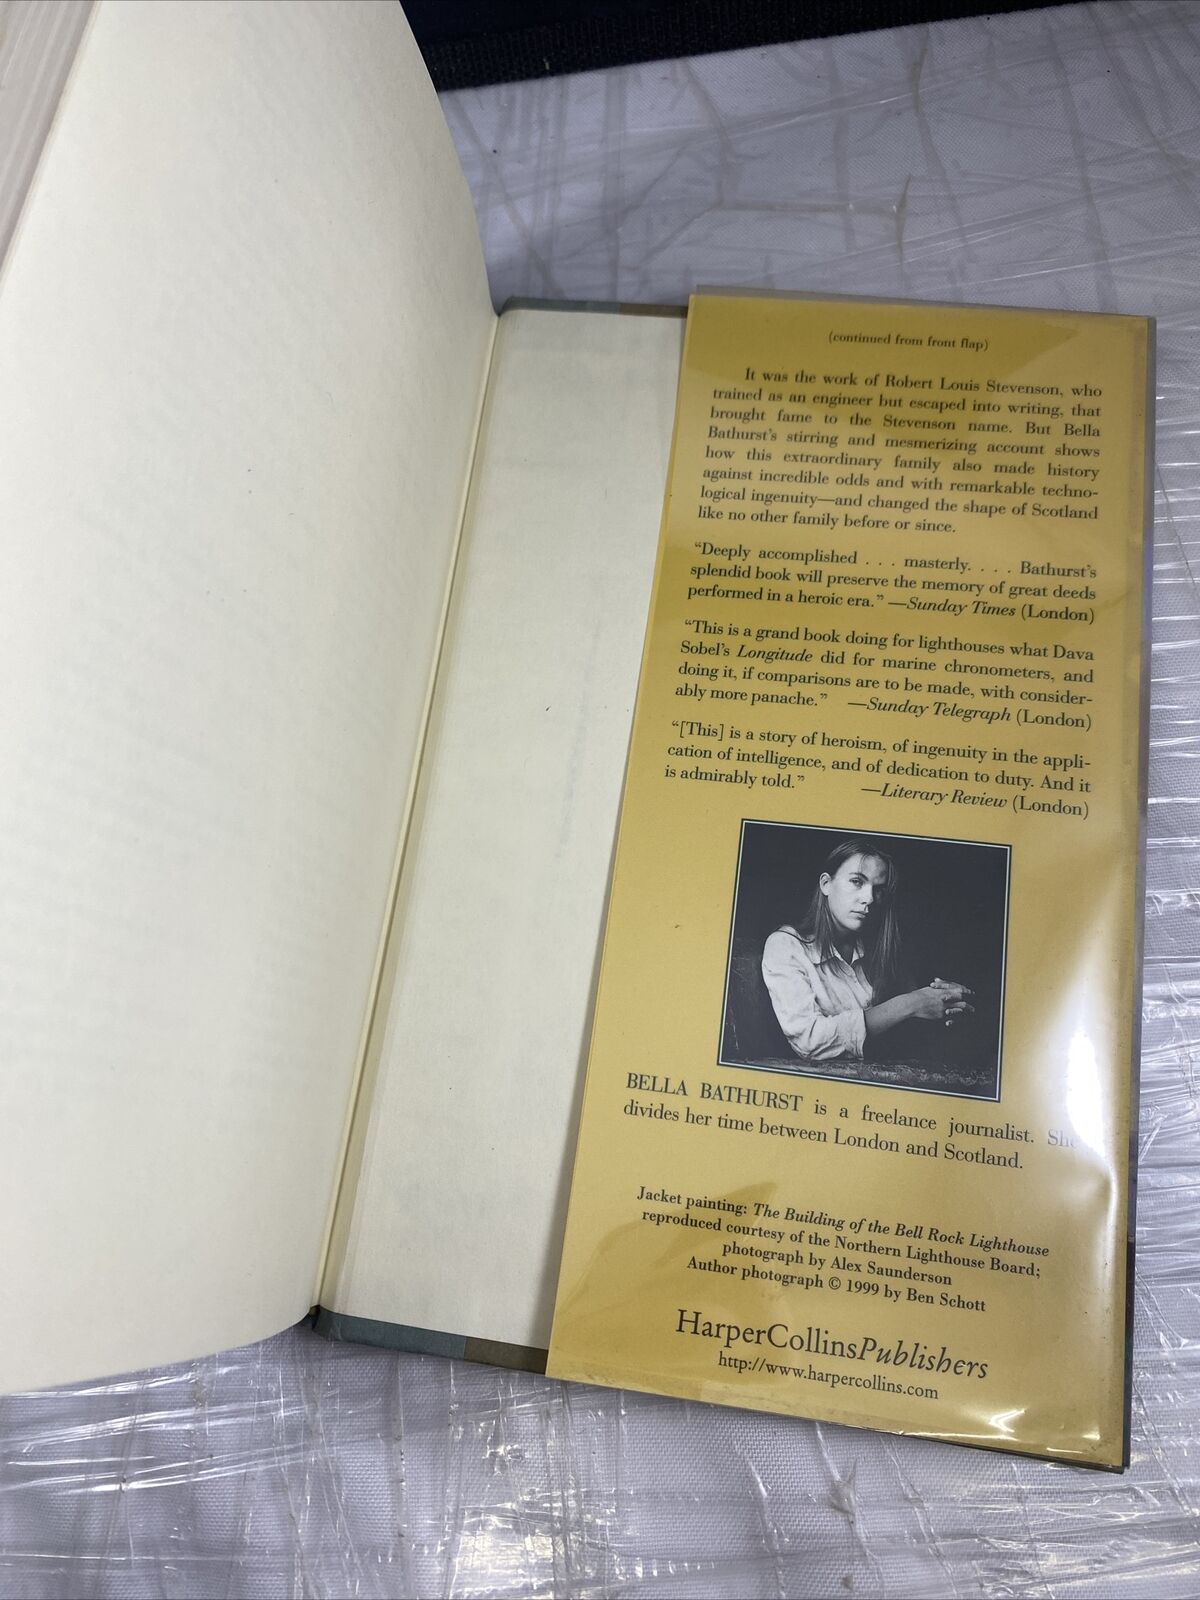 (continued from front flap)
It was the work of Robert Louis Stevenson, who
trained as an engineer but escaped into writing, that
brought fame to the Stevenson name. But Bella
Bathurst's stirring and mesmerizing account shows
how this extraordinary family also made history
against incredible odds and with remarkable techno-
logical ingenuity—and changed the shape of Scotland
like no other family before or since.
“Deeply accomplished . . . masterly. . . . Bathurst's
splendid book will preserve the memory of great deeds
performed in a heroic era.” —Sunday Times (London)
“This is a grand book doing for lighthouses what Dava
Sobel's Longitude did for marine chronometers, and
doing it, if comparisons are to be made, with consider-
ably more panache.” —Sunday Telegraph (London)
“[This] is a story of heroism, of ingenuity in the appli-
cation of intelligence, and of dedication to duty. And it
is admirably told.” —Literary Review (London)
BELLA BATHURST is a freelance journalist. She
divides her time between London and Scotland.
Jacket painting: The Building of the Bell Rock Lighthouse
reproduced courtesy of the Northern Lighthouse Board;
photograph by Alex Saunderson
Author photograph © 1999 by Ben Schott
HarperCollinsPublishers
http://www.harpercollins.com